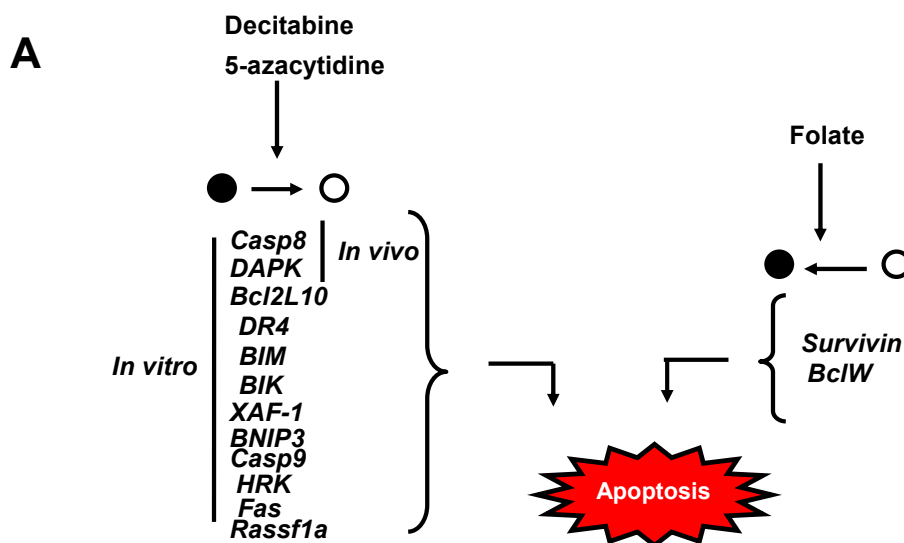 A
Decitabine
5-azacytidine
Folate
Casp8
DAPK
In vivo
Bcl2L10
DR4
BIM
BIK
XAF-1
BNIP3
Casp9
HRK
Fas
Rassf1a
In vitro
Survivin
BclW
Apoptosis